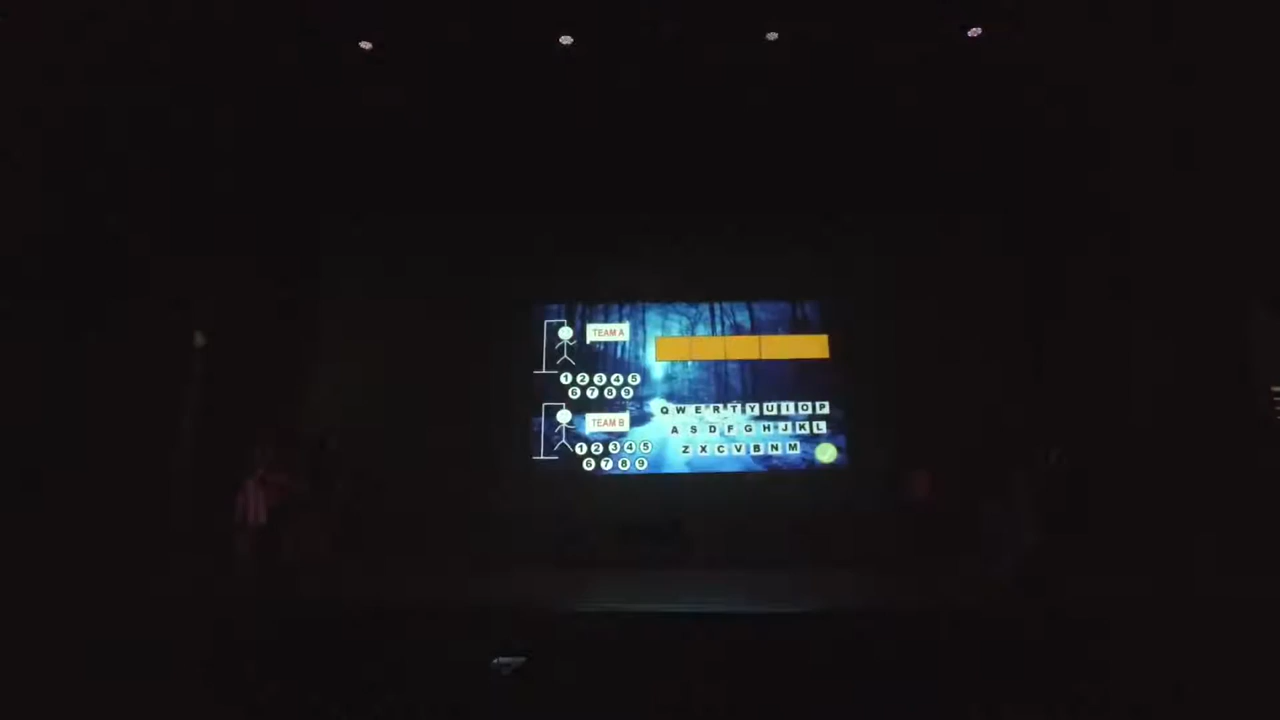 TEAM A
1 2 3 4 5
6 7 8 9
TEAM B
1 2 3 4 5
6 7 8 9
Q W E R T Y U I O P
A S D F G H J K L
Z X C V B N M